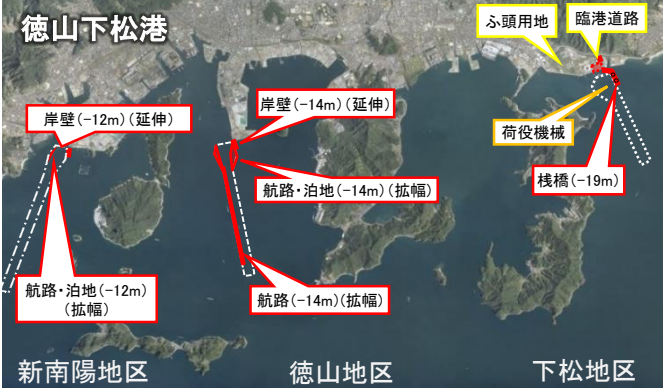 徳山下松港
ふ頭用地
臨港道路
岸壁(-12m)(延伸)
岸壁(-14m)(延伸)
荷役機械
航路・泊地(-14m)(拡幅)
桟橋(-19m)
航路・泊地(-12m)
(拡幅)
航路(-14m)(拡幅)
新南陽地区
徳山地区
下松地区